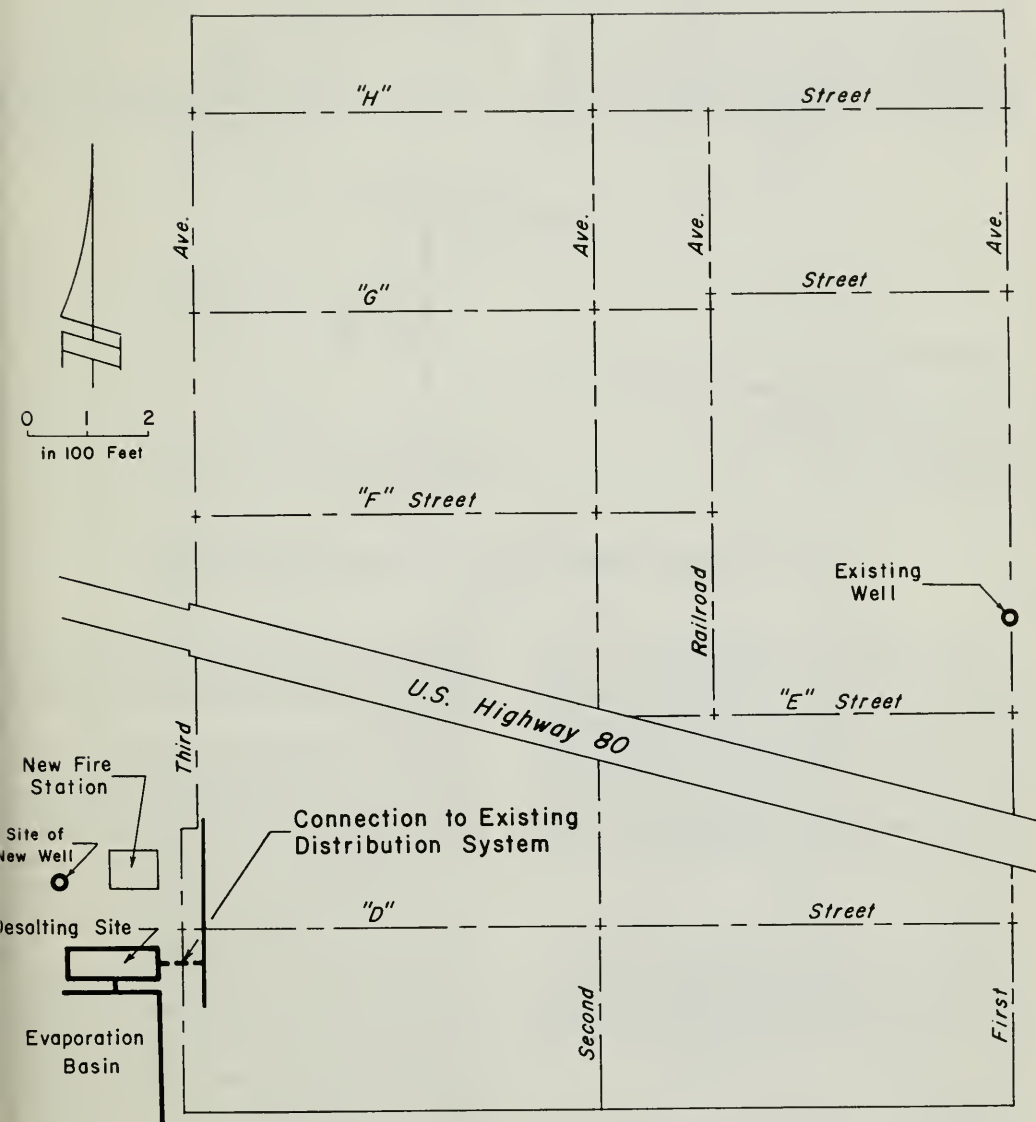 "H" Street
Ave. Ave. Ave. Ave.
"G" Street
0 1 2
in 100 Feet
"F" Street
Existing
Well
Railroad
U.S. Highway 80
"E" Street
Third
New Fire
Station
Connection to Existing
Distribution System
Site of
New Well
"D" Street
Desalting Site
Second
First
Evaporation
Basin